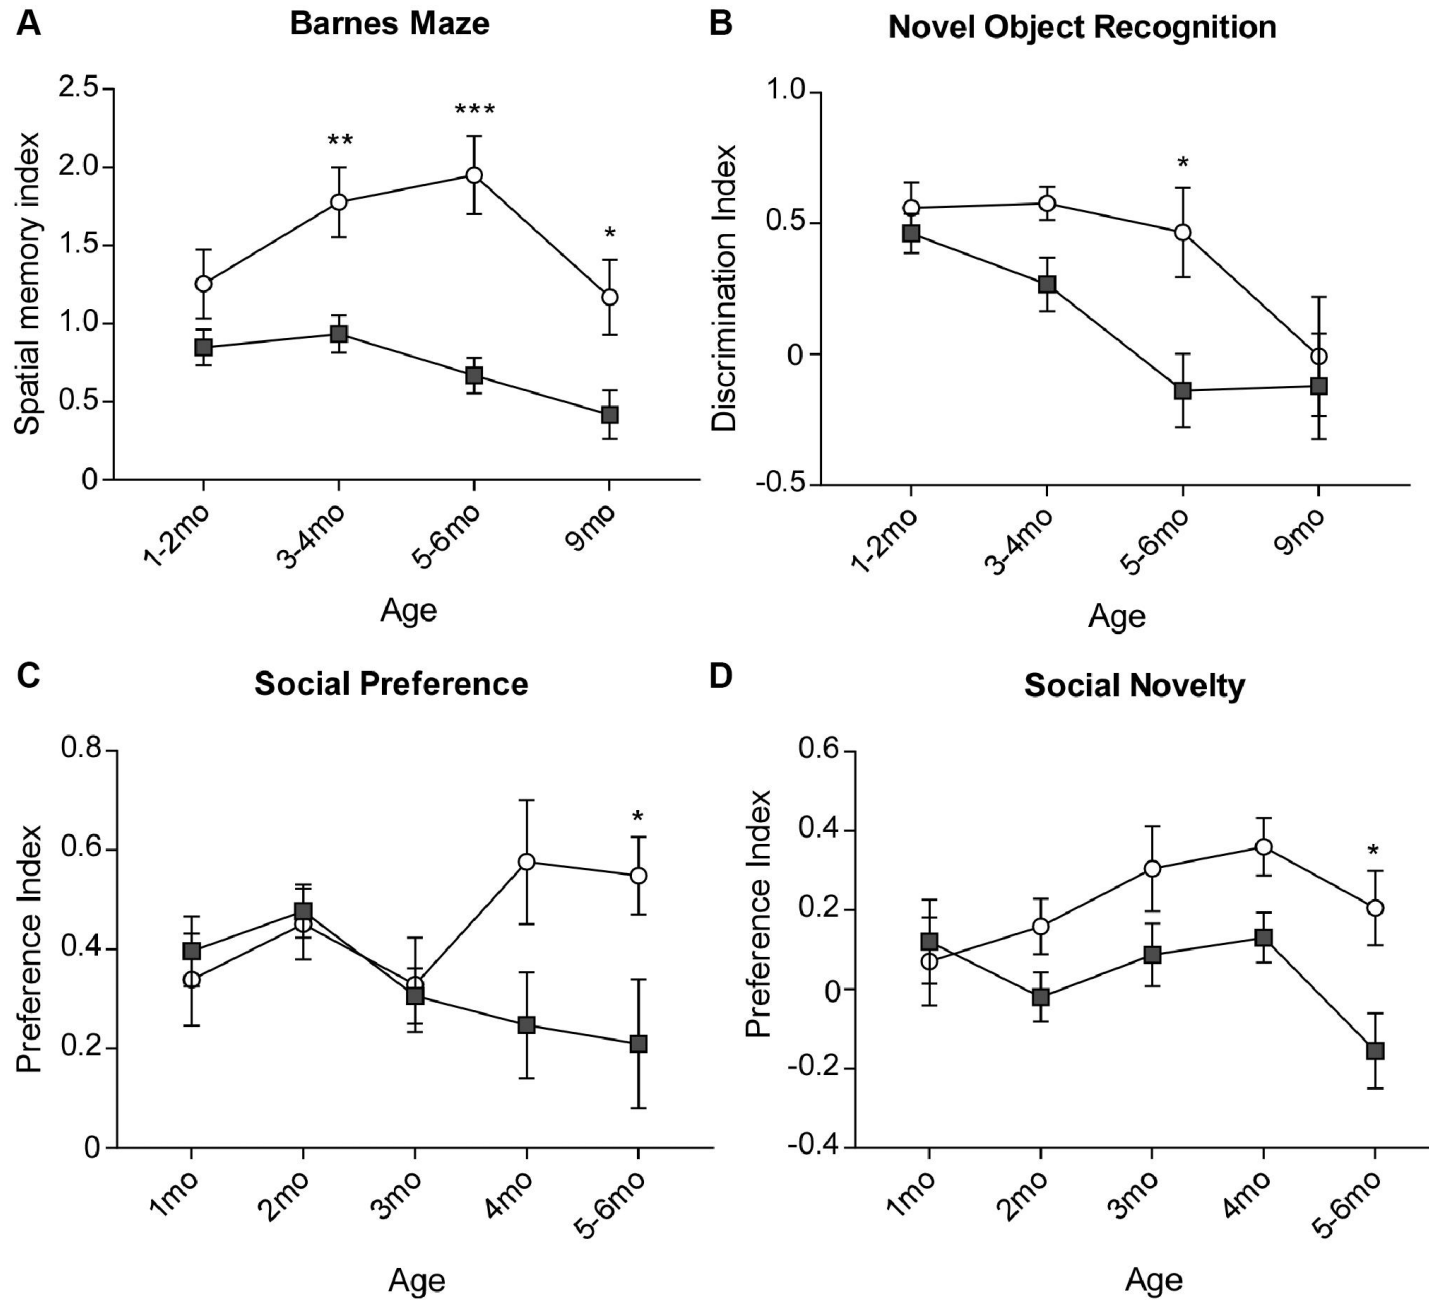 A
Barnes Maze
Spatial memory index
2.5
2.0
1.5
1.0
0.5
0
**
***
*
1-2mo
3-4mo
5-6mo
9mo
Age
B
Novel Object Recognition
Discrimination Index
1.0
0.5
0
-0.5
*
1-2mo
3-4mo
5-6mo
9mo
Age
C
Social Preference
Preference Index
0.8
0.6
0.4
0.2
0
*
1mo
2mo
3mo
4mo
5-6mo
Age
D
Social Novelty
Preference Index
0.6
0.4
0.2
0
-0.2
-0.4
*
1mo
2mo
3mo
4mo
5-6mo
Age